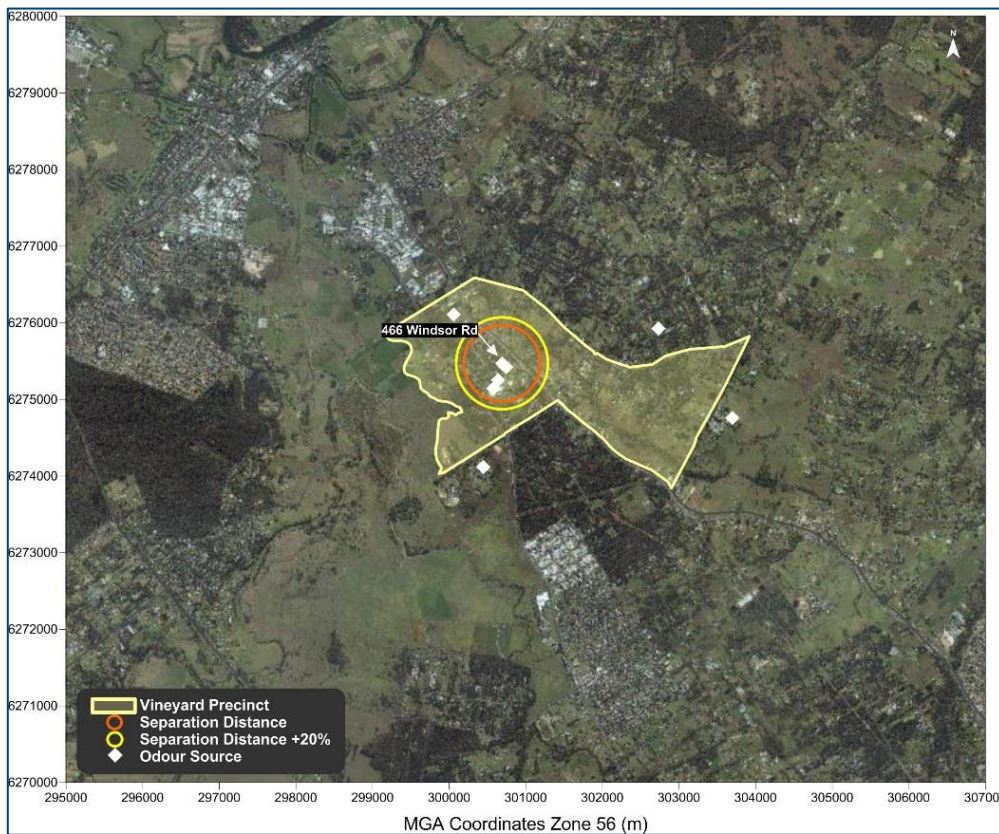 6280000
6279000
6278000
6277000
6276000
6275000
6274000
6273000
6272000
6271000
6270000
N
466 Windsor Rd
Vineyard Precinct
Separation Distance
Separation Distance +20%
Odour Source
295000 296000 297000 298000 299000 300000 301000 302000 303000 304000 305000 306000 307000
MGA Coordinates Zone 56 (m)